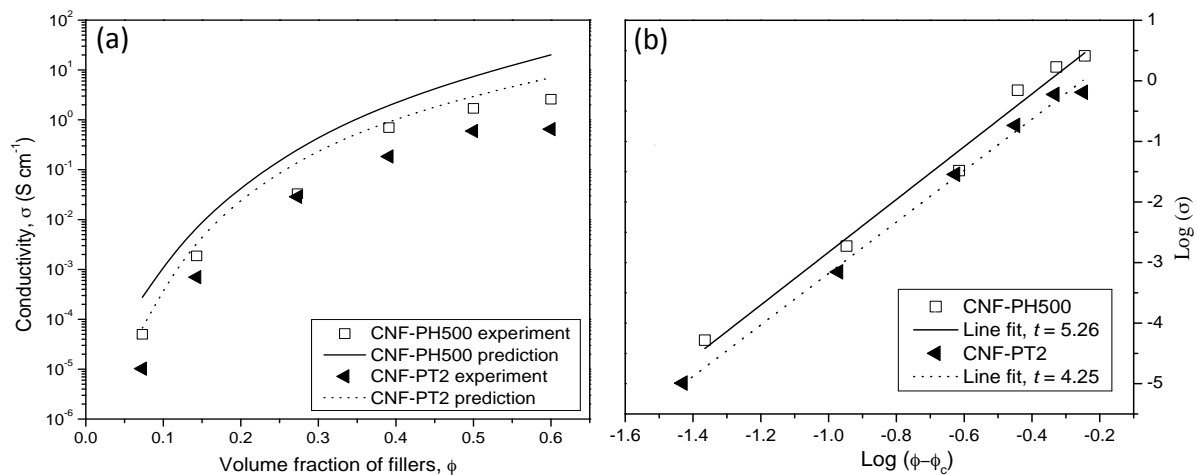 (a)
10^2
10^1
10^0
10^-1
10^-2
10^-3
10^-4
10^-5
10^-6
Conductivity, σ (S cm^-1)
0.0 0.1 0.2 0.3 0.4 0.5 0.6
Volume fraction of fillers, ϕ
CNF-PH500 experiment
CNF-PH500 prediction
CNF-PT2 experiment
CNF-PT2 prediction
(b)
1
0
-1
-2
-3
-4
-5
Log (σ)
-1.6 -1.4 -1.2 -1.0 -0.8 -0.6 -0.4 -0.2
Log (ϕ-ϕ_c)
CNF-PH500
Line fit, t = 5.26
CNF-PT2
Line fit, t = 4.25